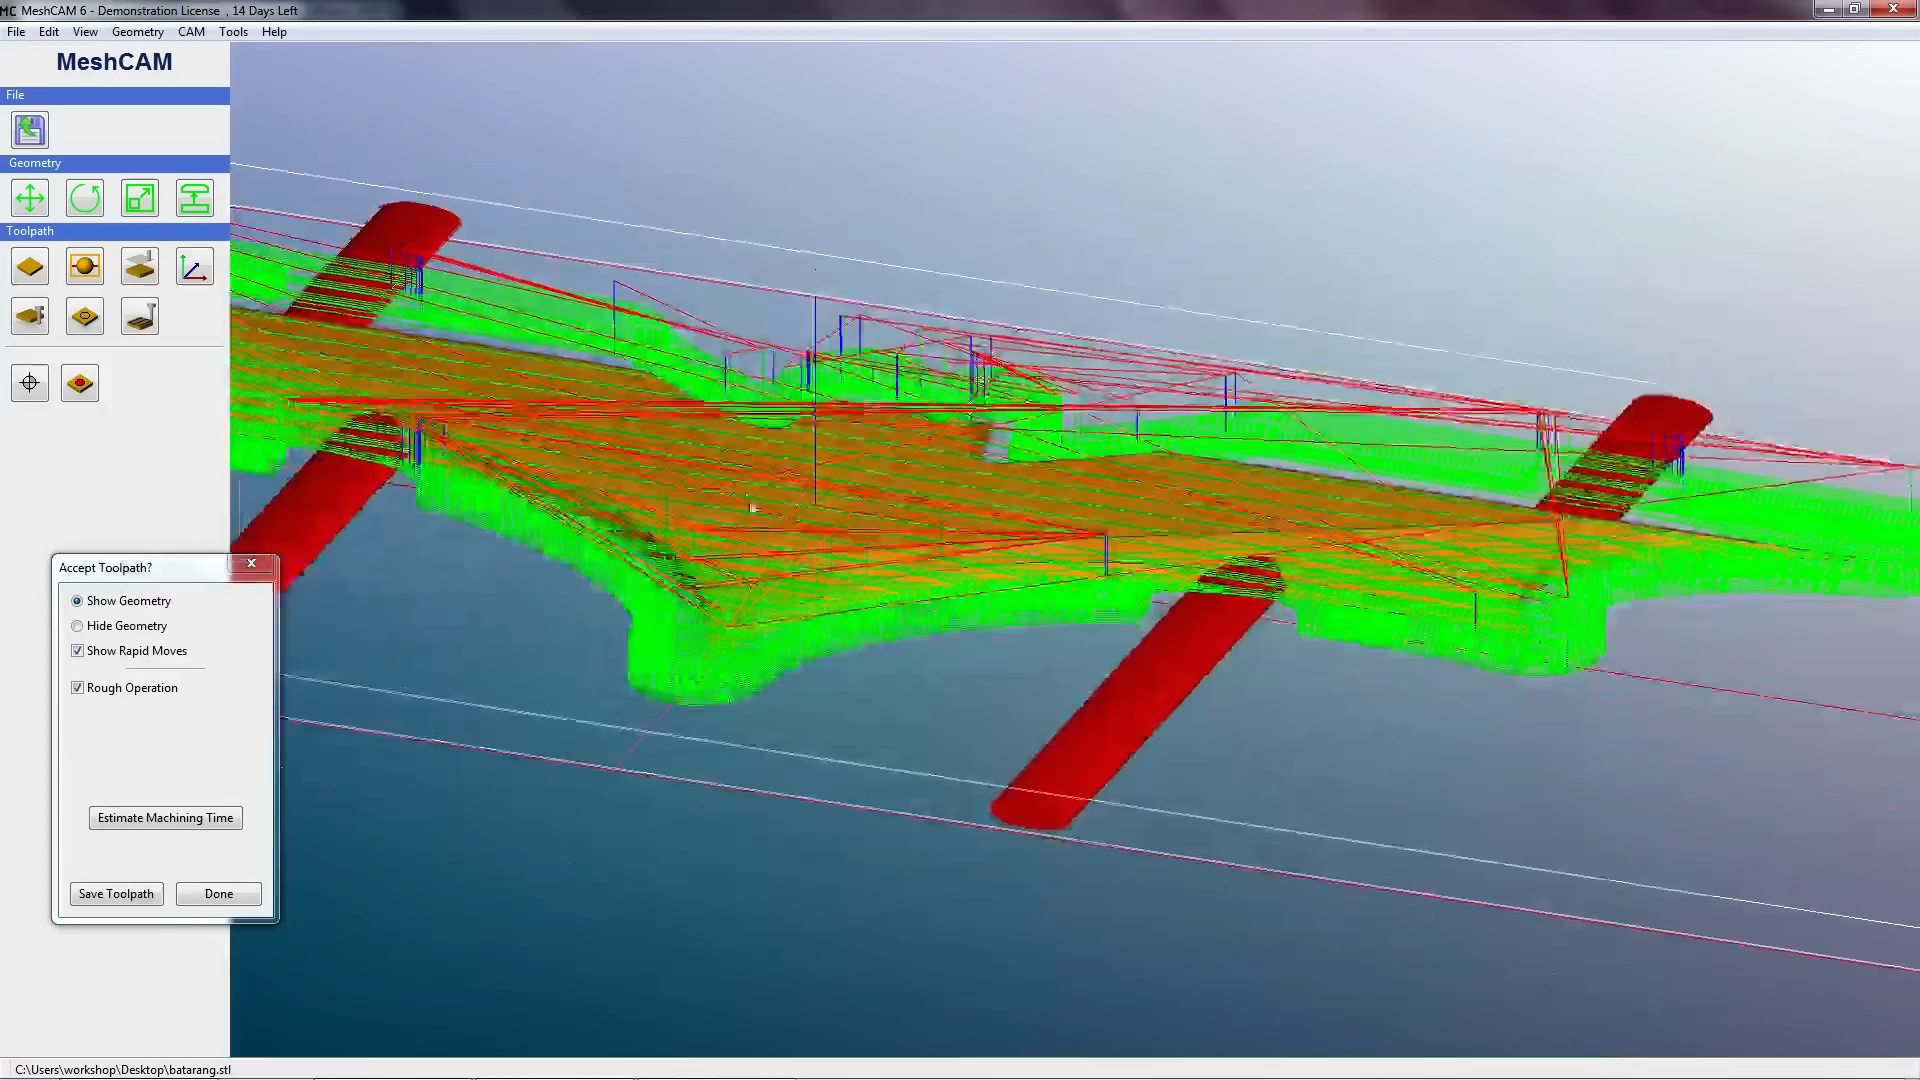 MC MeshCAM 6 - Demonstration License , 14 Days Left
File Edit View Geometry CAM Tools Help
MeshCAM
File
Geometry
Toolpath
Accept Toolpath?
Show Geometry
Hide Geometry
Show Rapid Moves
Rough Operation
Estimate Machining Time
Save Toolpath Done
C:\Users\workshop\Desktop\batarang.stl